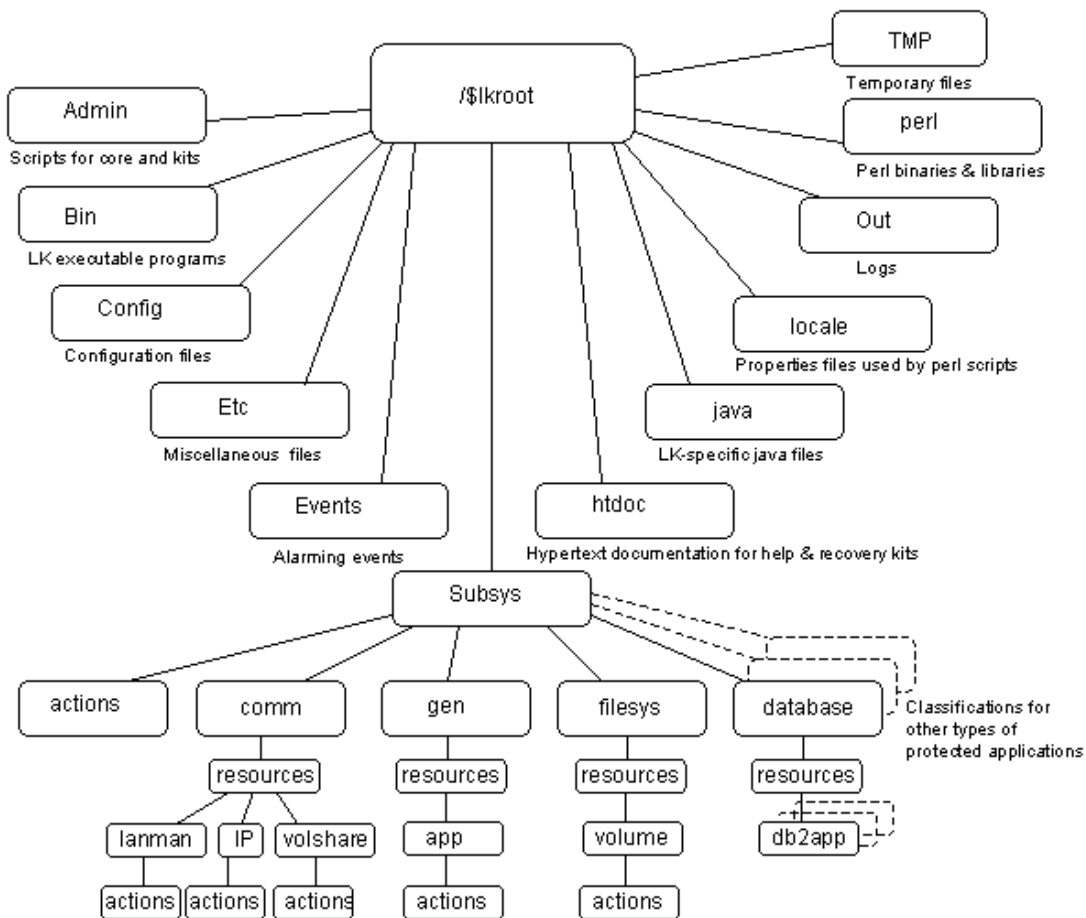 TMP
/$lkroot
Temporary files
Admin
perl
Scripts for core and kits
Perl binaries & libraries
Bin
Out
LK executable programs
Logs
Config
locale
Configuration files
Properties files used by perl scripts
Etc
java
Miscellaneous files
LK-specific java files
Events
htdoc
Alarming events
Hypertext documentation for help & recovery kits
Subsys
actions
comm
gen
filesys
database
Classifications for
other types of
protected applications
resources
resources
resources
resources
lanman
IP
volshare
app
volume
db2app
actions
actions
actions
actions
actions